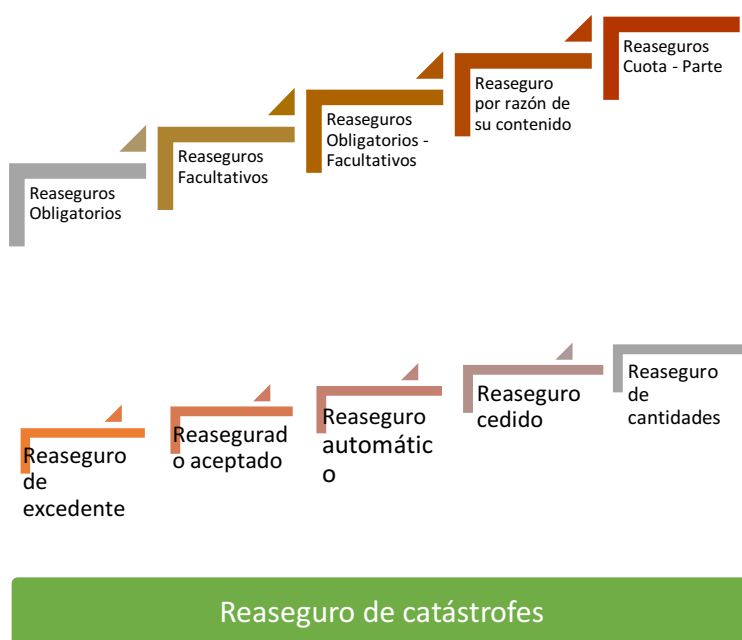 Reaseguros
Obligatorios
Reaseguros
Facultativos
Reaseguros
Obligatorios -
Facultativos
Reaseguro
por razón de
su contenido
Reaseguros
Cuota - Parte
Reaseguro
de
excedente
Reasegurad
o aceptado
Reaseguro
automátic
o
Reaseguro
cedido
Reaseguro
de
cantidades
Reaseguro de catástrofes